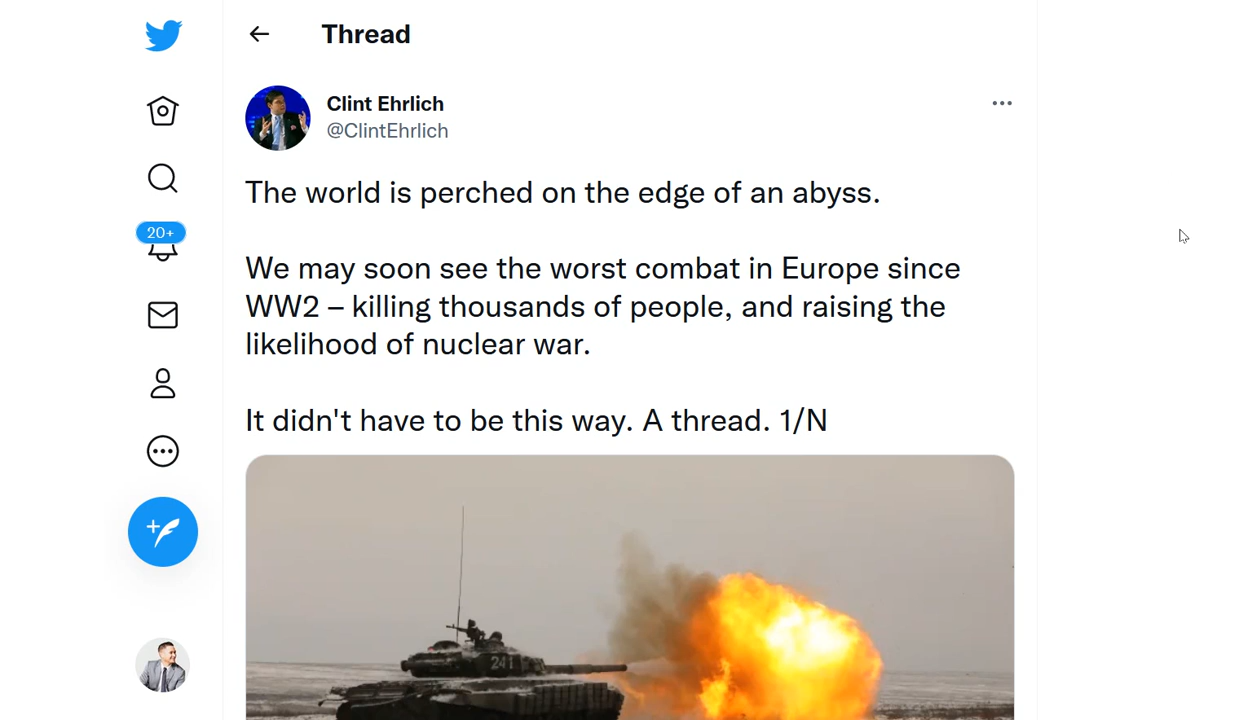 Thread
Clint Ehrlich
@ClintEhrlich
The world is perched on the edge of an abyss.
20+
We may soon see the worst combat in Europe since
WW2 – killing thousands of people, and raising the
likelihood of nuclear war.
It didn't have to be this way. A thread. 1/N
241